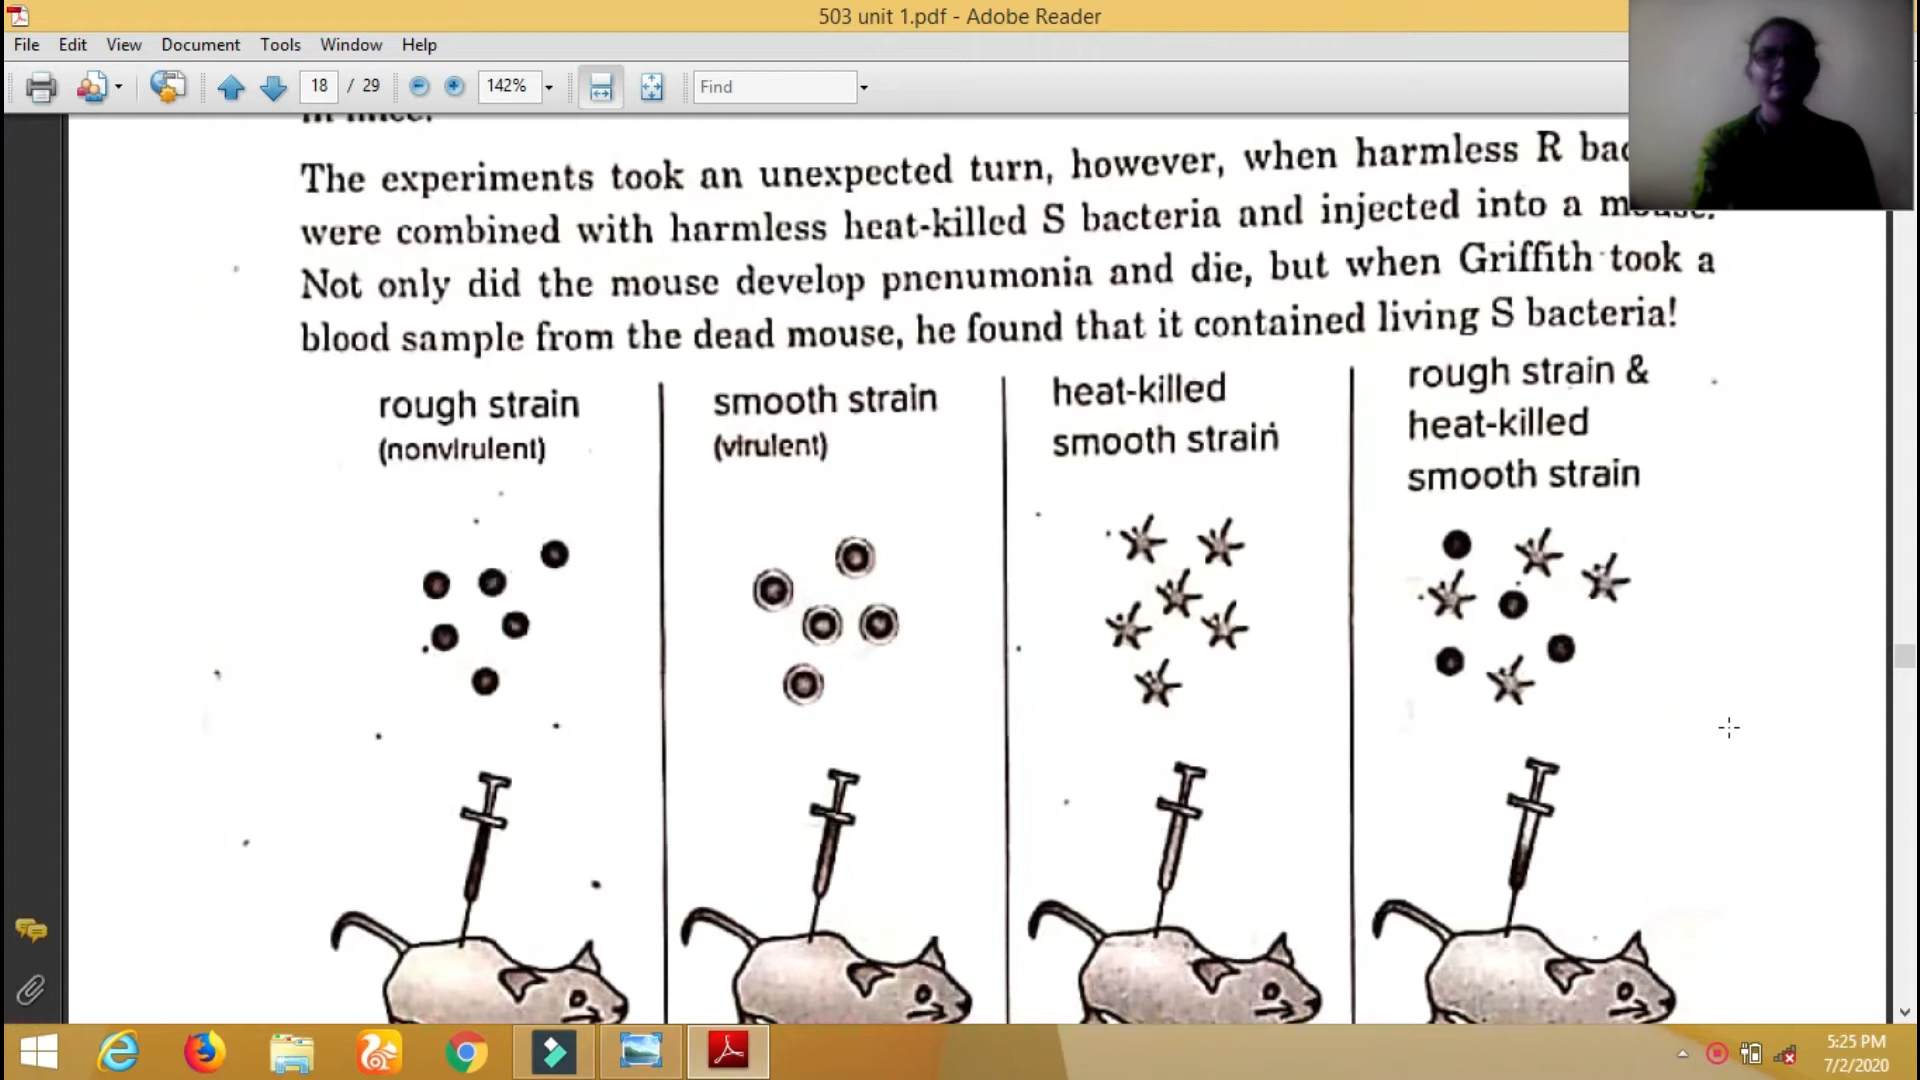 503 unit 1.pdf - Adobe Reader
File Edit View Document Tools Window Help
18 / 29 142% Find
in mice.
The experiments took an unexpected turn, however, when harmless R
were combined with harmless heat-killed S bacteria and injected into a mouse.
Not only did the mouse develop pnenumonia and die, but when Griffith took a
blood sample from the dead mouse, he found that it contained living S bacteria!
rough strain
(nonvirulent)
smooth strain
(virulent)
heat-killed
smooth strain
rough strain &
heat-killed
smooth strain
5:25 PM
7/2/2020